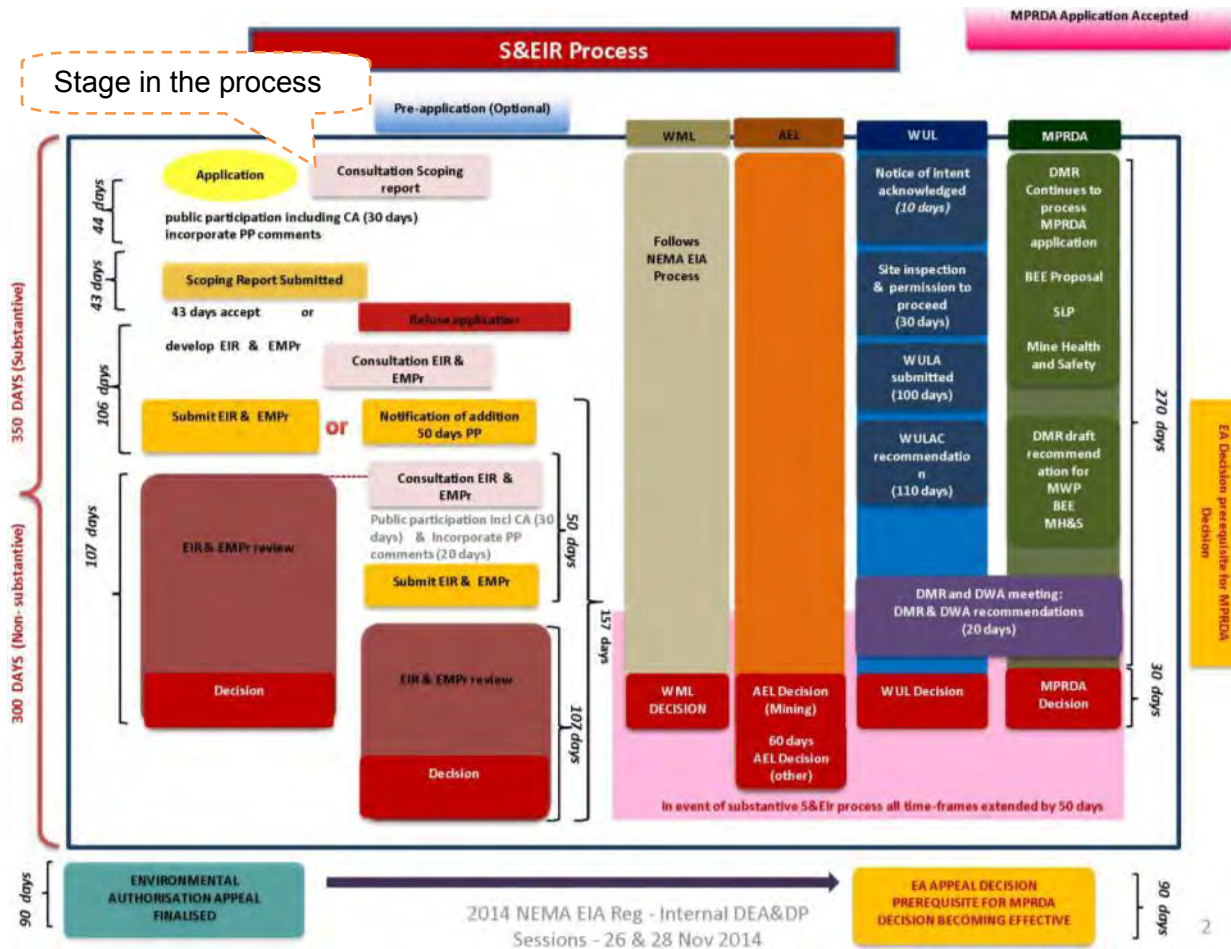 MPRDA Application Accepted
S&EIR Process
Stage in the process
Pre-application (Optional)
WML
AEL
WUL
MPRDA
350 DAYS (Substantive)
300 DAYS (Non- substantive)
44 days
Application
Consultation Scoping
report
public participation including CA (30 days)
incorporate PP comments
43 days
Scoping Report Submitted
43 days accept or
Refuse application
106 days
develop EIR & EMPr
Consultation EIR &
EMPr
Submit EIR & EMPr
or
Notification of addition
50 days PP
107 days
EIR & EMPr review
Decision
Consultation EIR &
EMPr
Public participation incl CA (30
days) & Incorporate PP
comments (20 days)
Submit EIR & EMPr
50 days
157 days
EIR & EMPr review
Decision
107 days
Follows
NEMA EIA
Process
WML
DECISION
AEL Decision
(Mining)
60 days
AEL Decision
(other)
Notice of intent
acknowledged
(10 days)
Site inspection
& permission to
proceed
(30 days)
WULA
submitted
(100 days)
WULAC
recommendatio
n
(110 days)
WUL Decision
DMR
Continues to
process
MPRDA
application
BEE Proposal
SLP
Mine Health
and Safety
DMR draft
recommend
ation for
MWP
BEE
MH&S
DMR and DWA meeting:
DMR & DWA recommendations
(20 days)
MPRDA
Decision
270 days
30 days
EA Decision prerequisite for MPRDA
Decision
In event of substantive S&EIr process all time-frames extended by 50 days
90 days
ENVIRONMENTAL
AUTHORISATION APPEAL
FINALISED
2014 NEMA EIA Reg - Internal DEA&DP
Sessions - 26 & 28 Nov 2014
EA APPEAL DECISION
PREREQUISITE FOR MPRDA
DECISION BECOMING EFFECTIVE
90 days
2